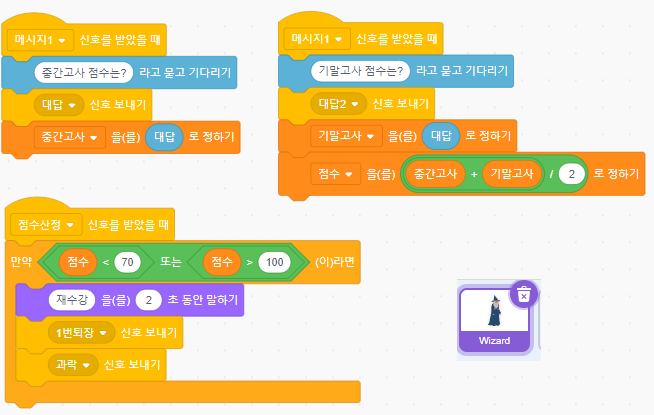 메시지1 신호를 받았을 때
중간고사 점수는? 라고 묻고 기다리기
대답 신호 보내기
중간고사 을(를) 대답 로 정하기
메시지1 신호를 받았을 때
기말고사 점수는? 라고 묻고 기다리기
대답2 신호 보내기
기말고사 을(를) 대답 로 정하기
점수 을(를) 중간고사 + 기말고사 / 2 로 정하기
점수산정 신호를 받았을 때
만약 점수 < 70 또는 점수 > 100 (이)라면
재수강 을(를) 2 초 동안 말하기
1번퇴장 신호 보내기
과락 신호 보내기
Wizard